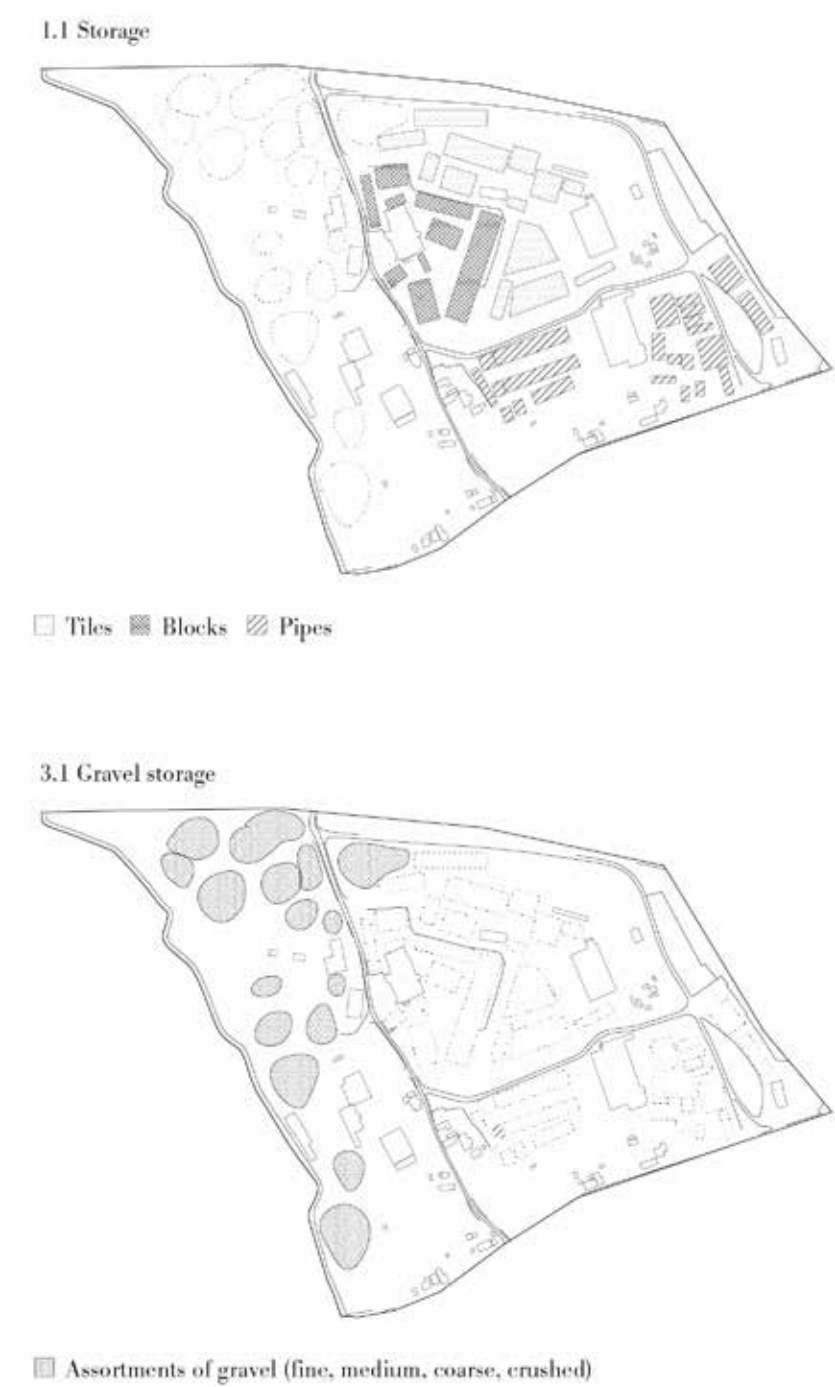 1.1 Storage
Tiles Blocks Pipes
3.1 Gravel storage
Assortments of gravel (fine, medium, coarse, crushed)